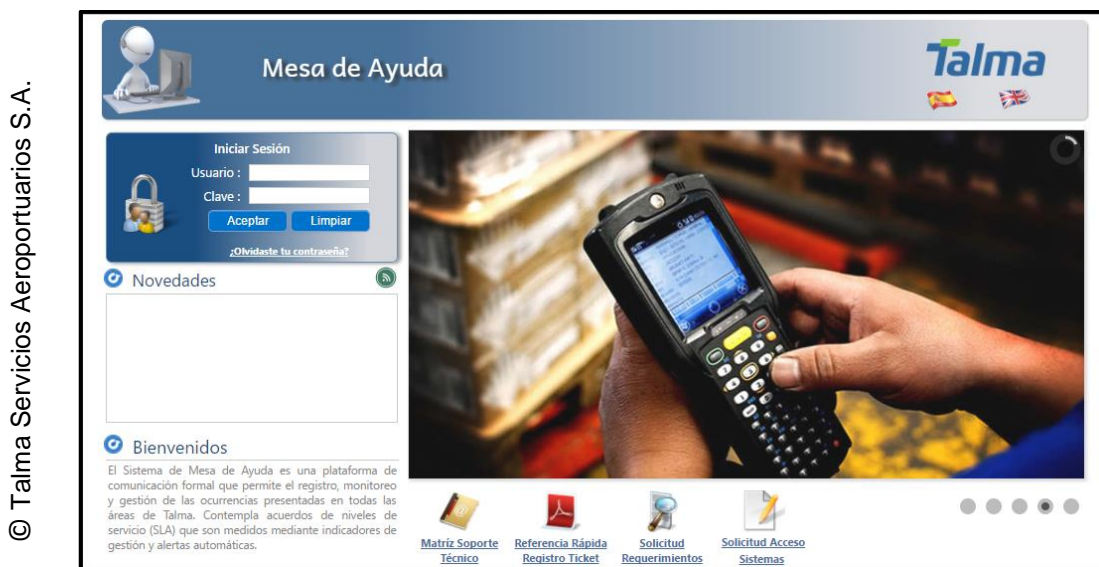 © Talma Servicios Aeroportuarios S.A.
Mesa de Ayuda
Talma
Iniciar Sesión
Usuario :
Clave :
Aceptar
Limpiar
¿Olvidaste tu contraseña?
Novedades
Bienvenidos
El Sistema de Mesa de Ayuda es una plataforma de
comunicación formal que permite el registro, monitoreo
y gestión de las ocurrencias presentadas en todas las
áreas de Talma. Contempla acuerdos de niveles de
servicio (SLA) que son medidos mediante indicadores de
gestión y alertas automáticas.
Matríz Soporte
Técnico
Referencia Rápida
Registro Ticket
Solicitud
Requerimientos
Solicitud Acceso
Sistemas